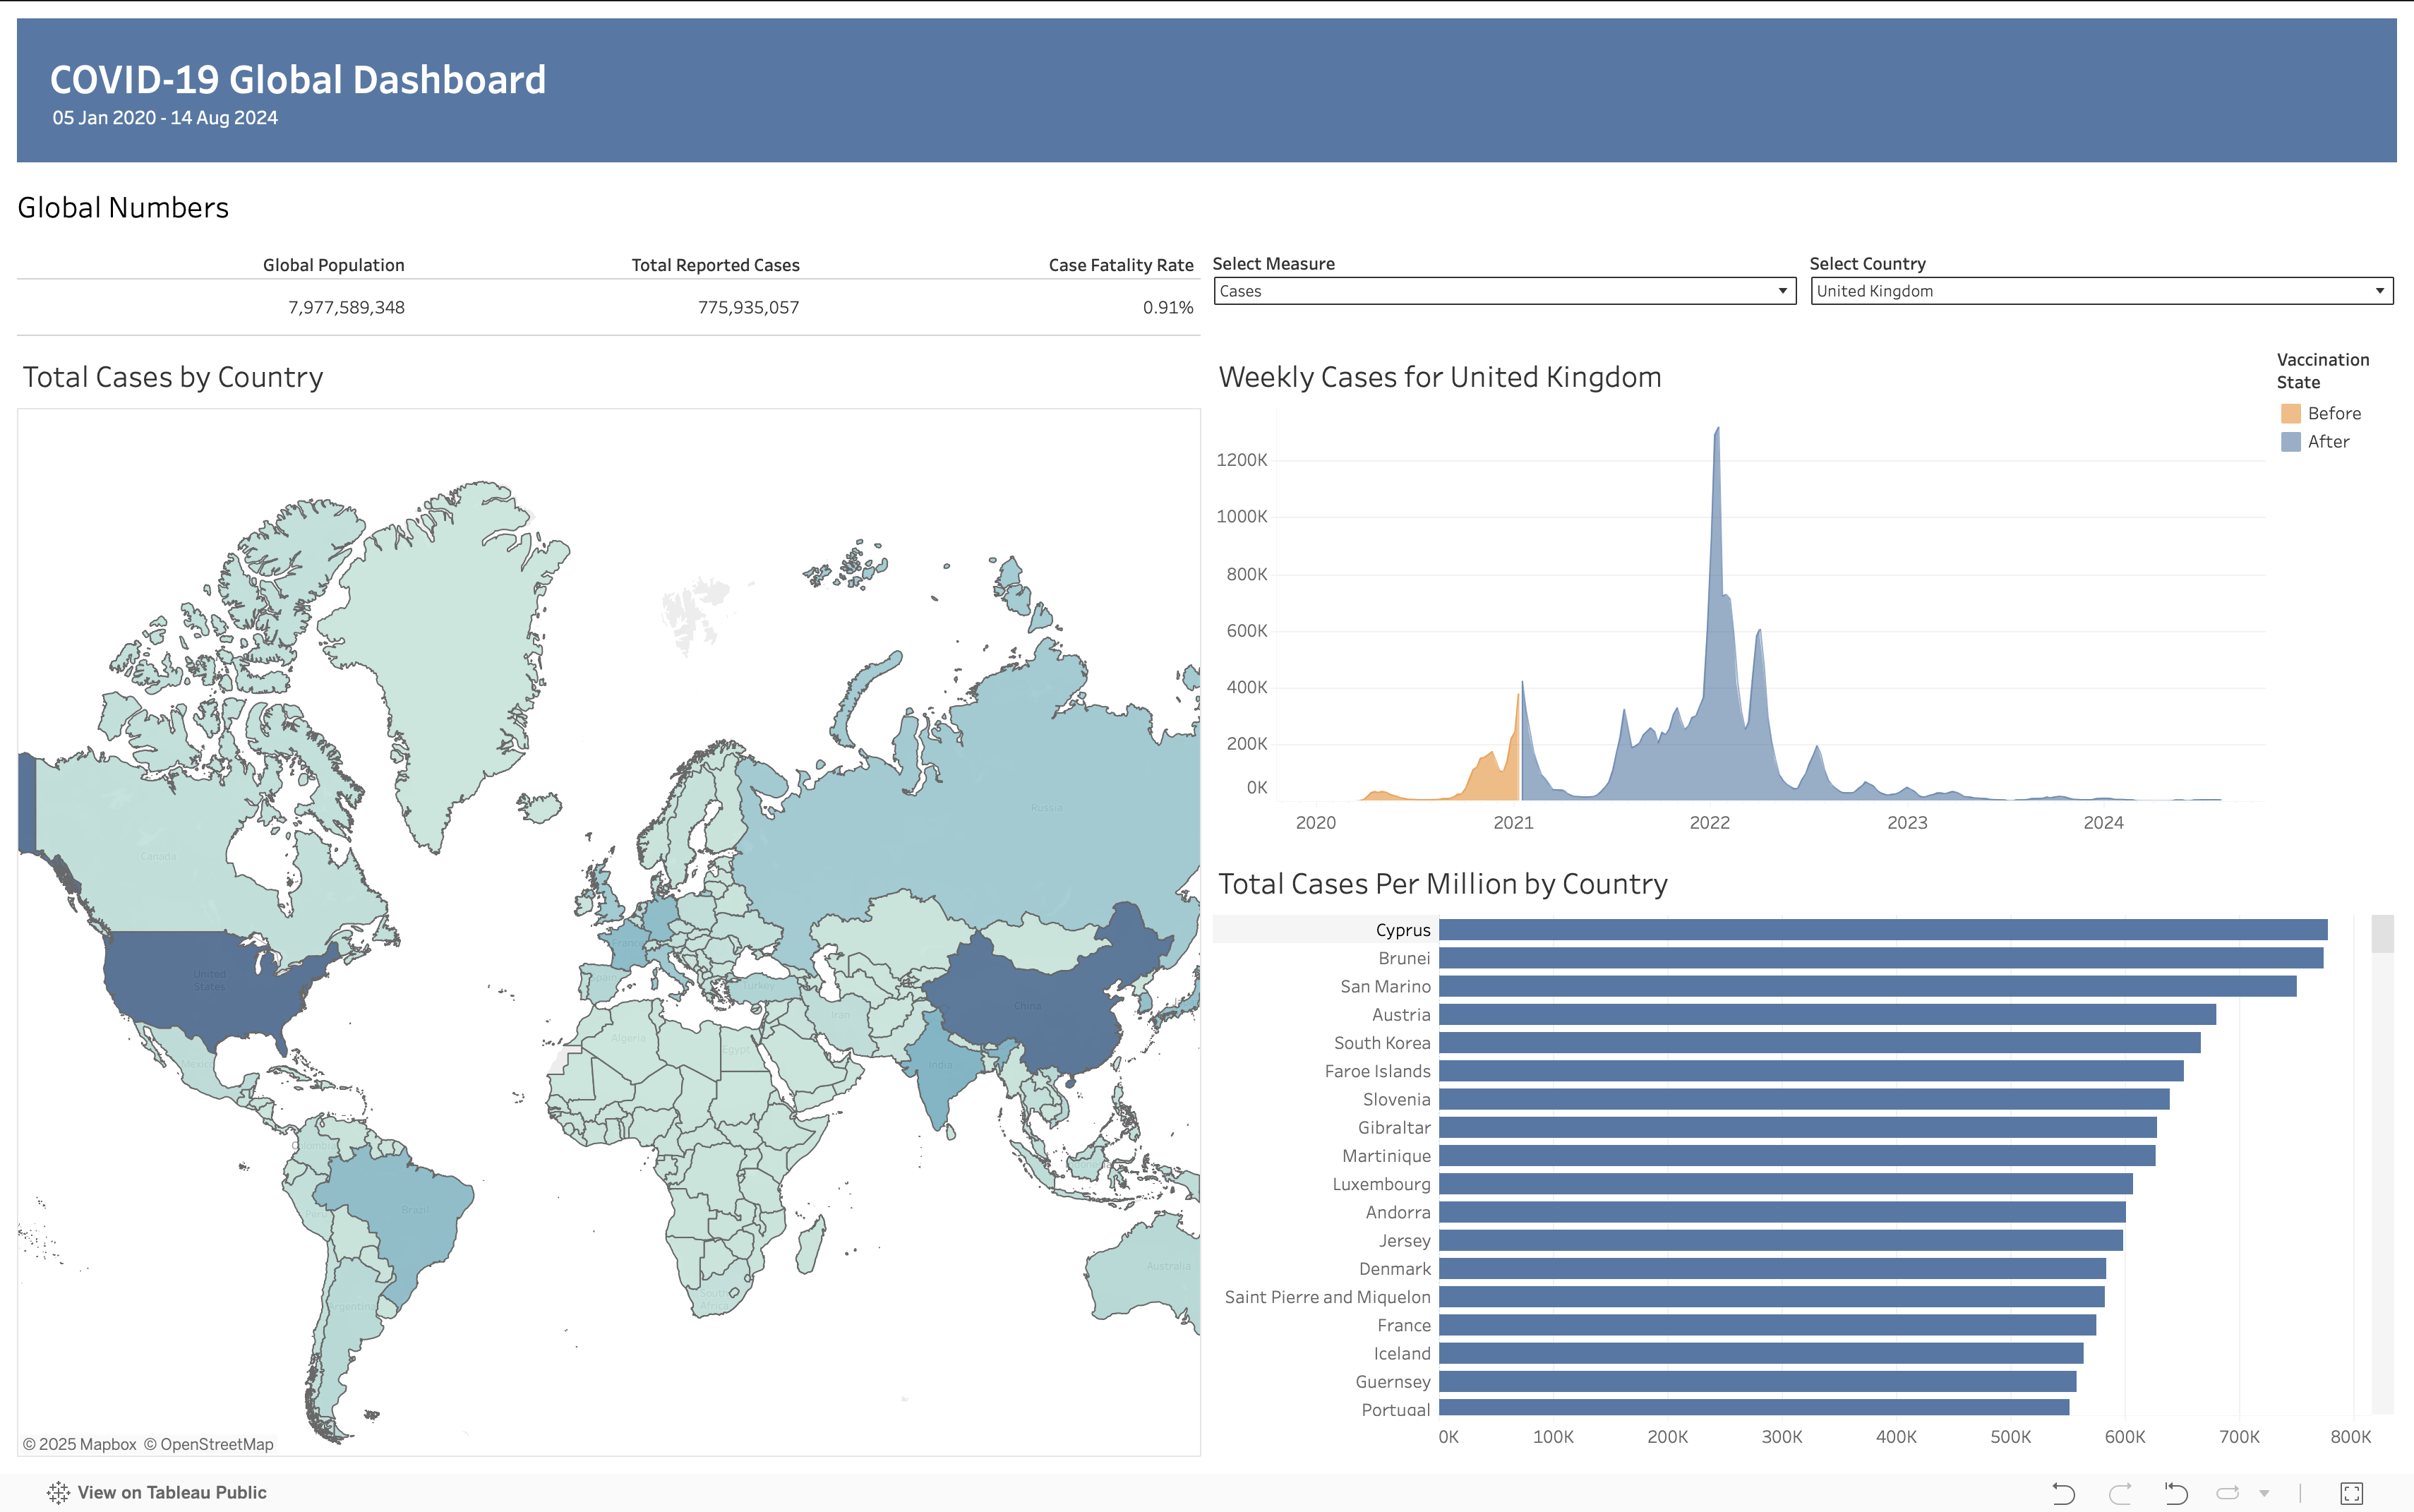 COVID-19 Global Dashboard
05 Jan 2020 - 14 Aug 2024
Global Numbers
Global Population
Total Reported Cases
Case Fatality Rate
7,977,589,348
775,935,057
0.91%
Select Measure
Cases
Select Country
United Kingdom
Total Cases by Country
Canada
United
States
Mexico
Colombia
Peru
Brazil
Argentina
Russia
France
Spain
Turkey
Algeria
Egypt
Iran
China
India
South
Africa
Australia
© 2025 Mapbox © OpenStreetMap
Weekly Cases for United Kingdom
Vaccination
State
Before
After
1200K
1000K
800K
600K
400K
200K
0K
2020
2021
2022
2023
2024
Total Cases Per Million by Country
Cyprus
Brunei
San Marino
Austria
South Korea
Faroe Islands
Slovenia
Gibraltar
Martinique
Luxembourg
Andorra
Jersey
Denmark
Saint Pierre and Miquelon
France
Iceland
Guernsey
Portugal
0K
100K
200K
300K
400K
500K
600K
700K
800K
View on Tableau Public